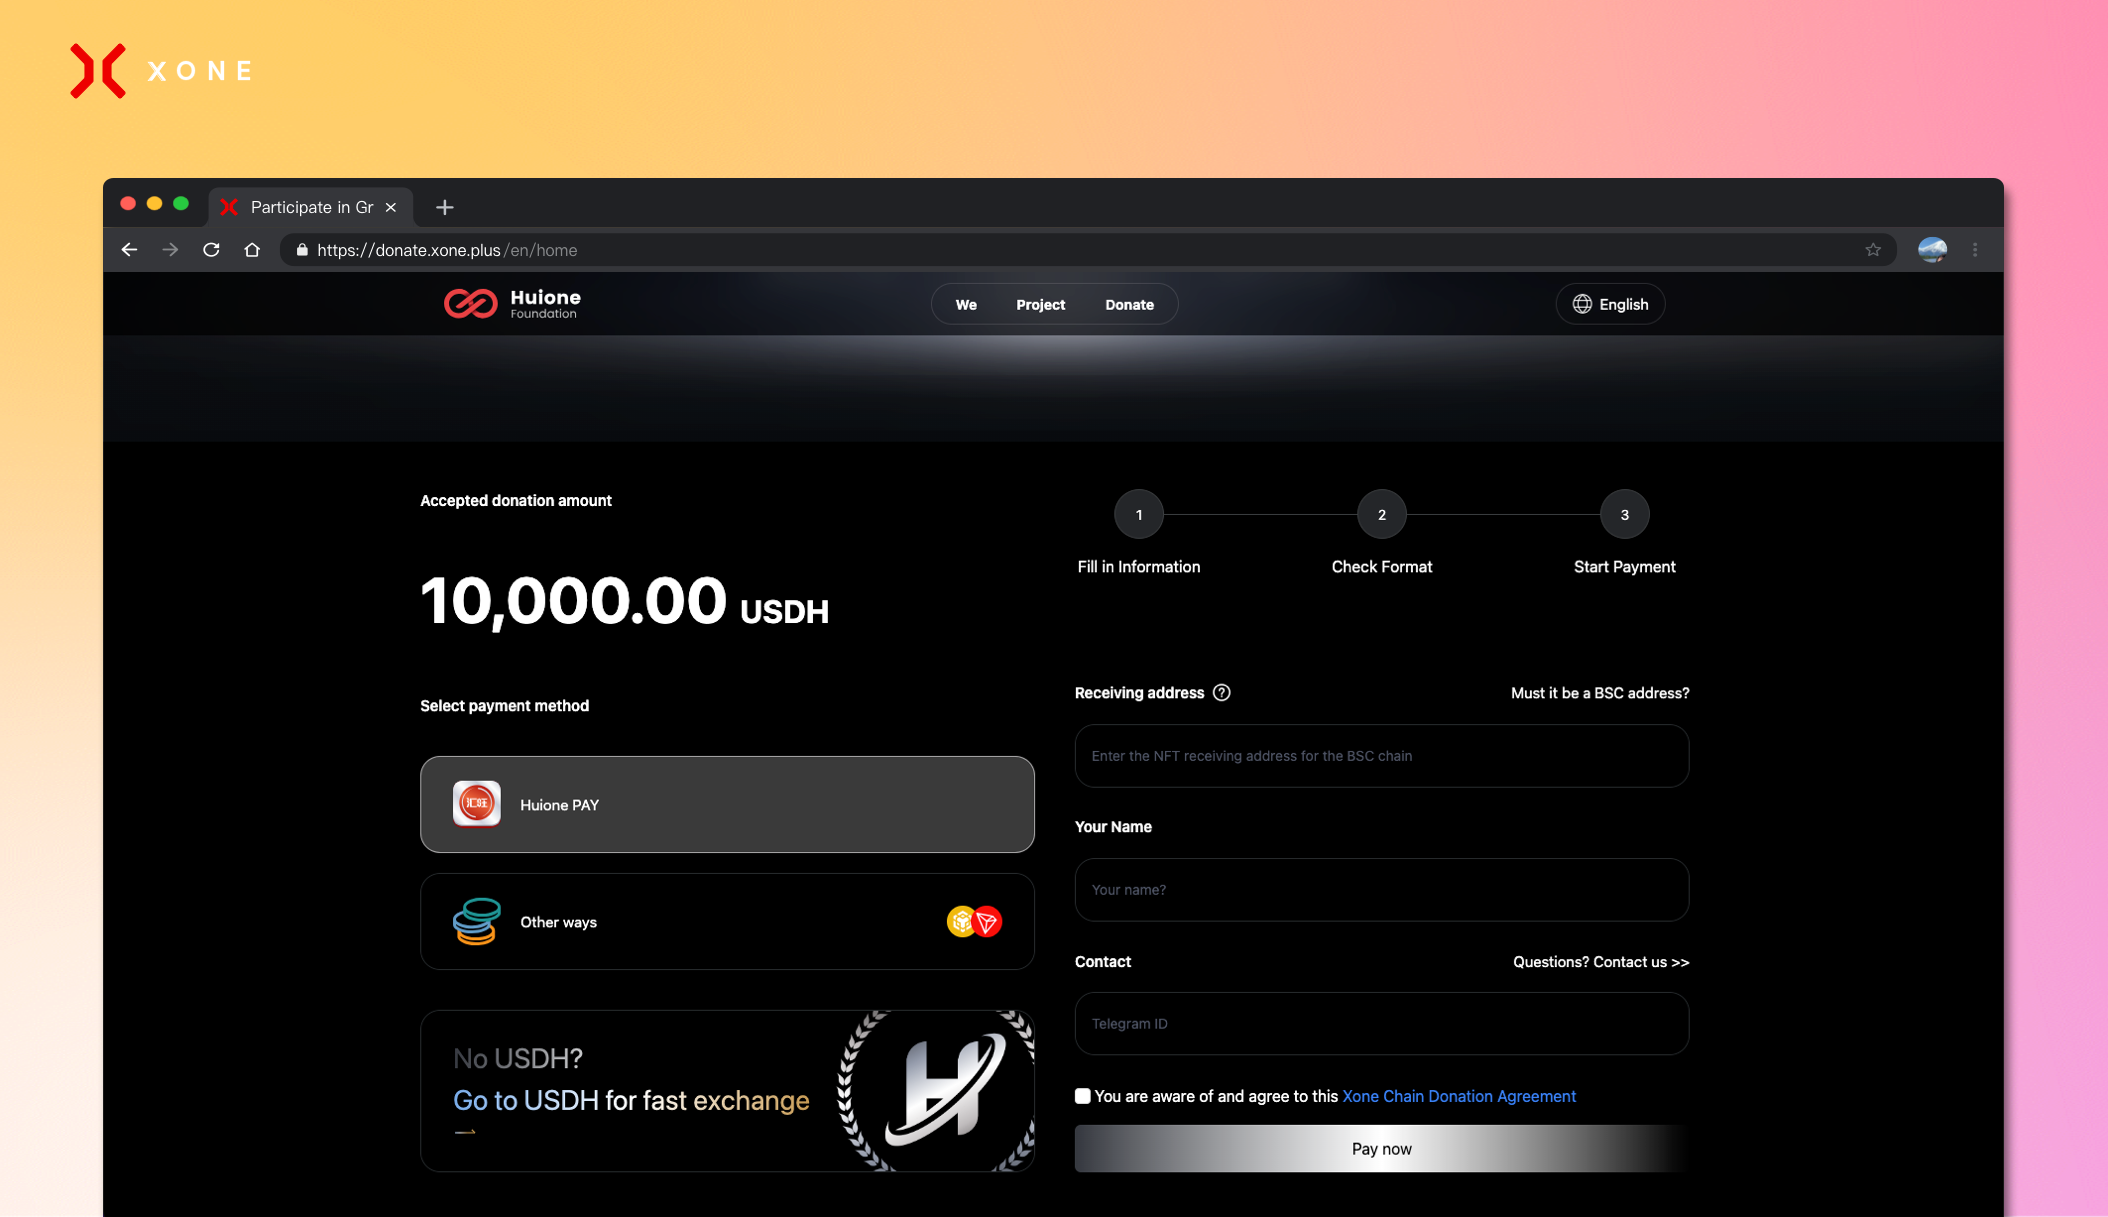 XONE
Participate in Gr
https://donate.xone.plus/en/home
Huione
Foundation
We
Project
Donate
English
Accepted donation amount
10,000.00 USDH
Select payment method
汇旺
Huione PAY
Other ways
No USDH?
Go to USDH for fast exchange
1
2
3
Fill in Information
Check Format
Start Payment
Receiving address ?
Must it be a BSC address?
Enter the NFT receiving address for the BSC chain
Your Name
Your name?
Contact
Questions? Contact us >>
Telegram ID
You are aware of and agree to this Xone Chain Donation Agreement
Pay now